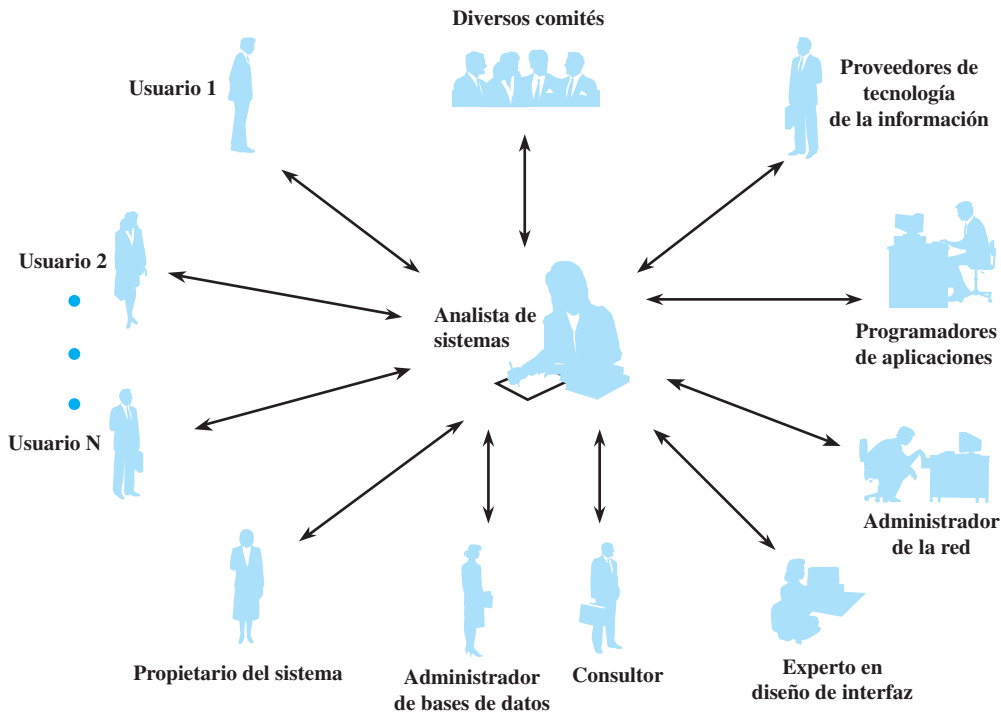 Diversos comités
Usuario 1
Proveedores de
tecnología
de la información
Usuario 2
Analista de
sistemas
Programadores
de aplicaciones
Usuario N
Administrador
de la red
Propietario del sistema
Administrador
de bases de datos
Consultor
Experto en
diseño de interfaz